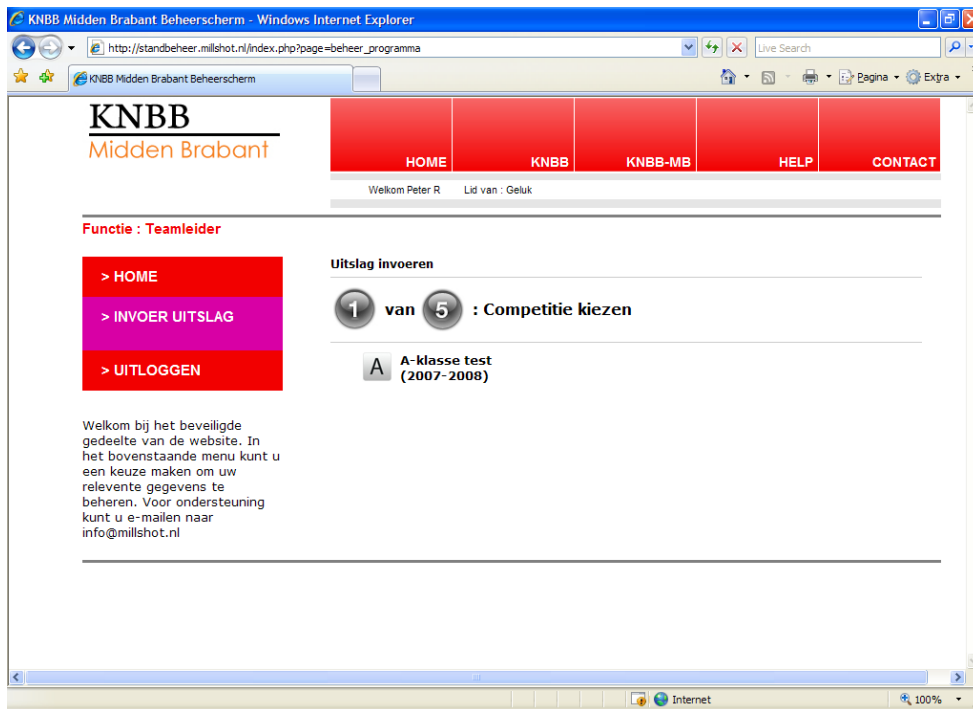 KNBB Midden Brabant Beheerscherm - Windows Internet Explorer
http://standbeheer.millshot.nl/index.php?page=beheer_programma
Live Search
KNBB Midden Brabant Beheerscherm
Pagina
Extra
KNBB
Midden Brabant
HOME
KNBB
KNBB-MB
HELP
CONTACT
Welkom Peter R
Lid van : Geluk
Functie : Teamleider
> HOME
> INVOER UITSLAG
> UITLOGGEN
Uitslag invoeren
1 van 5 : Competitie kiezen
A
A-klasse test
(2007-2008)
Welkom bij het beveiligde
gedeelte van de website. In
het bovenstaande menu kunt u
een keuze maken om uw
relevente gegevens te
beheren. Voor ondersteuning
kunt u e-mailen naar
info@millshot.nl
Internet
100%